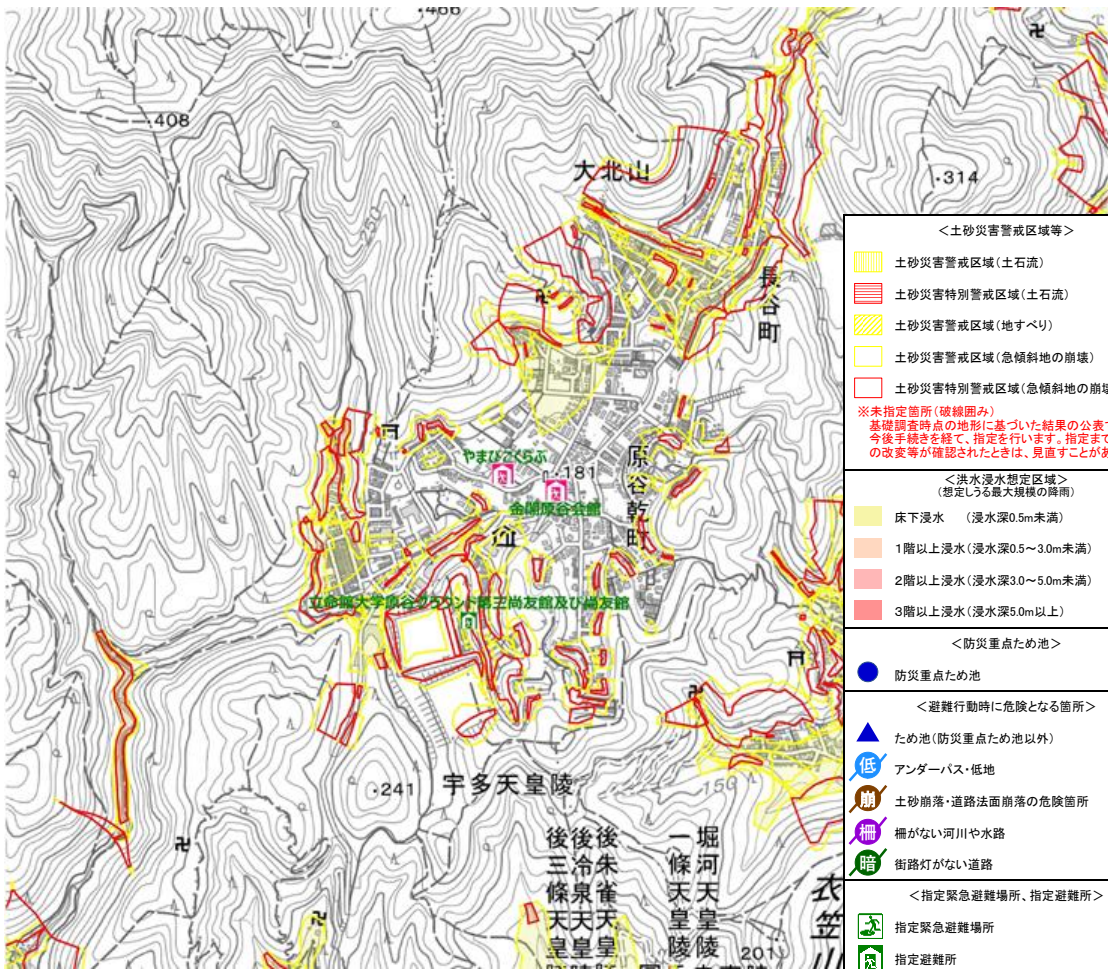 466
408
大北山
314
250
長谷町
やまびこくらぶ
181
金閣原谷会館
原谷乾町
立命館大学原谷グラウンド第三尚友館及び尚友館
150
241
宇多天皇陵
後朱雀天皇
後冷泉天皇陵
後三條天皇陵
堀河天皇陵
一條天皇陵
衣笠山
201
<土砂災害警戒区域等>
土砂災害警戒区域(土石流)
土砂災害特別警戒区域(土石流)
土砂災害警戒区域(地すべり)
土砂災害警戒区域(急傾斜地の崩壊)
土砂災害特別警戒区域(急傾斜地の崩
※未指定箇所(破線囲み)
基礎調査時点の地形に基づいた結果の公表
今後手続きを経て、指定を行います。指定ま
の改変等が確認されたときは、見直すことが
<洪水浸水想定区域>
(想定しうる最大規模の降雨)
床下浸水 (浸水深0.5m未満)
1階以上浸水(浸水深0.5~3.0m未満)
2階以上浸水(浸水深3.0~5.0m未満)
3階以上浸水(浸水深5.0m以上)
<防災重点ため池>
防災重点ため池
<避難行動時に危険となる箇所>
ため池(防災重点ため池以外)
低 アンダーパス・低地
崩 土砂崩落・道路法面崩落の危険箇所
柵 柵がない河川や水路
暗 街路灯がない道路
<指定緊急避難場所、指定避難所>
指定緊急避難場所
指定避難所